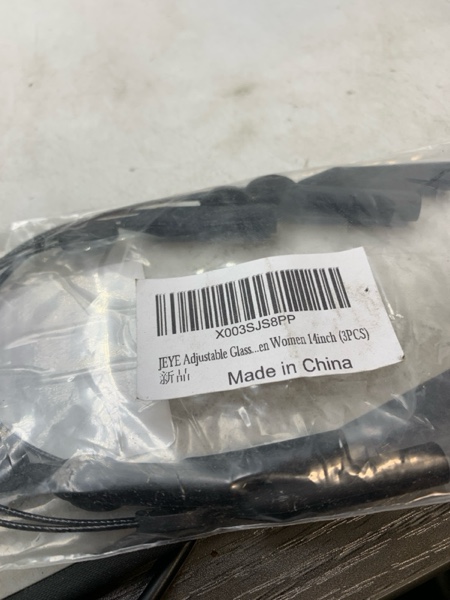 X003SJS8PP
JEYE Adjustable Glass...en Women 14inch (3PCS)
新品
Made in China